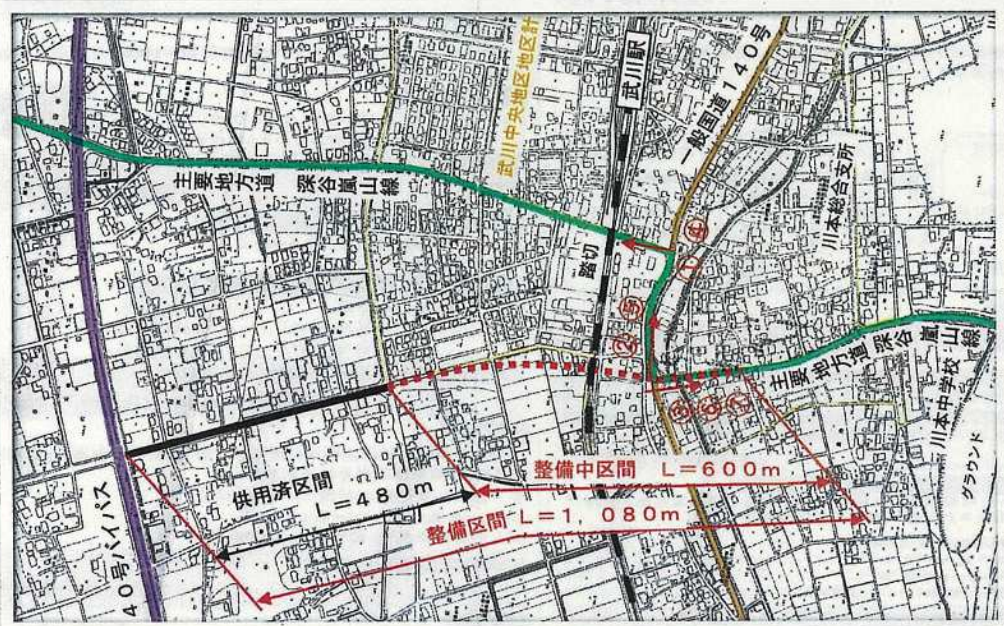 武川中央地区地区計
武川駅
一般国道140号
主要地方道 深谷嵐山線
踏切
川本総合支所
①④
②⑤
③⑥⑦
主要地方道 深谷嵐山線
川本中学校
グラウンド
供用済区間
L=480m
整備中区間 L=600m
整備区間 L=1,080m
40号バイパス